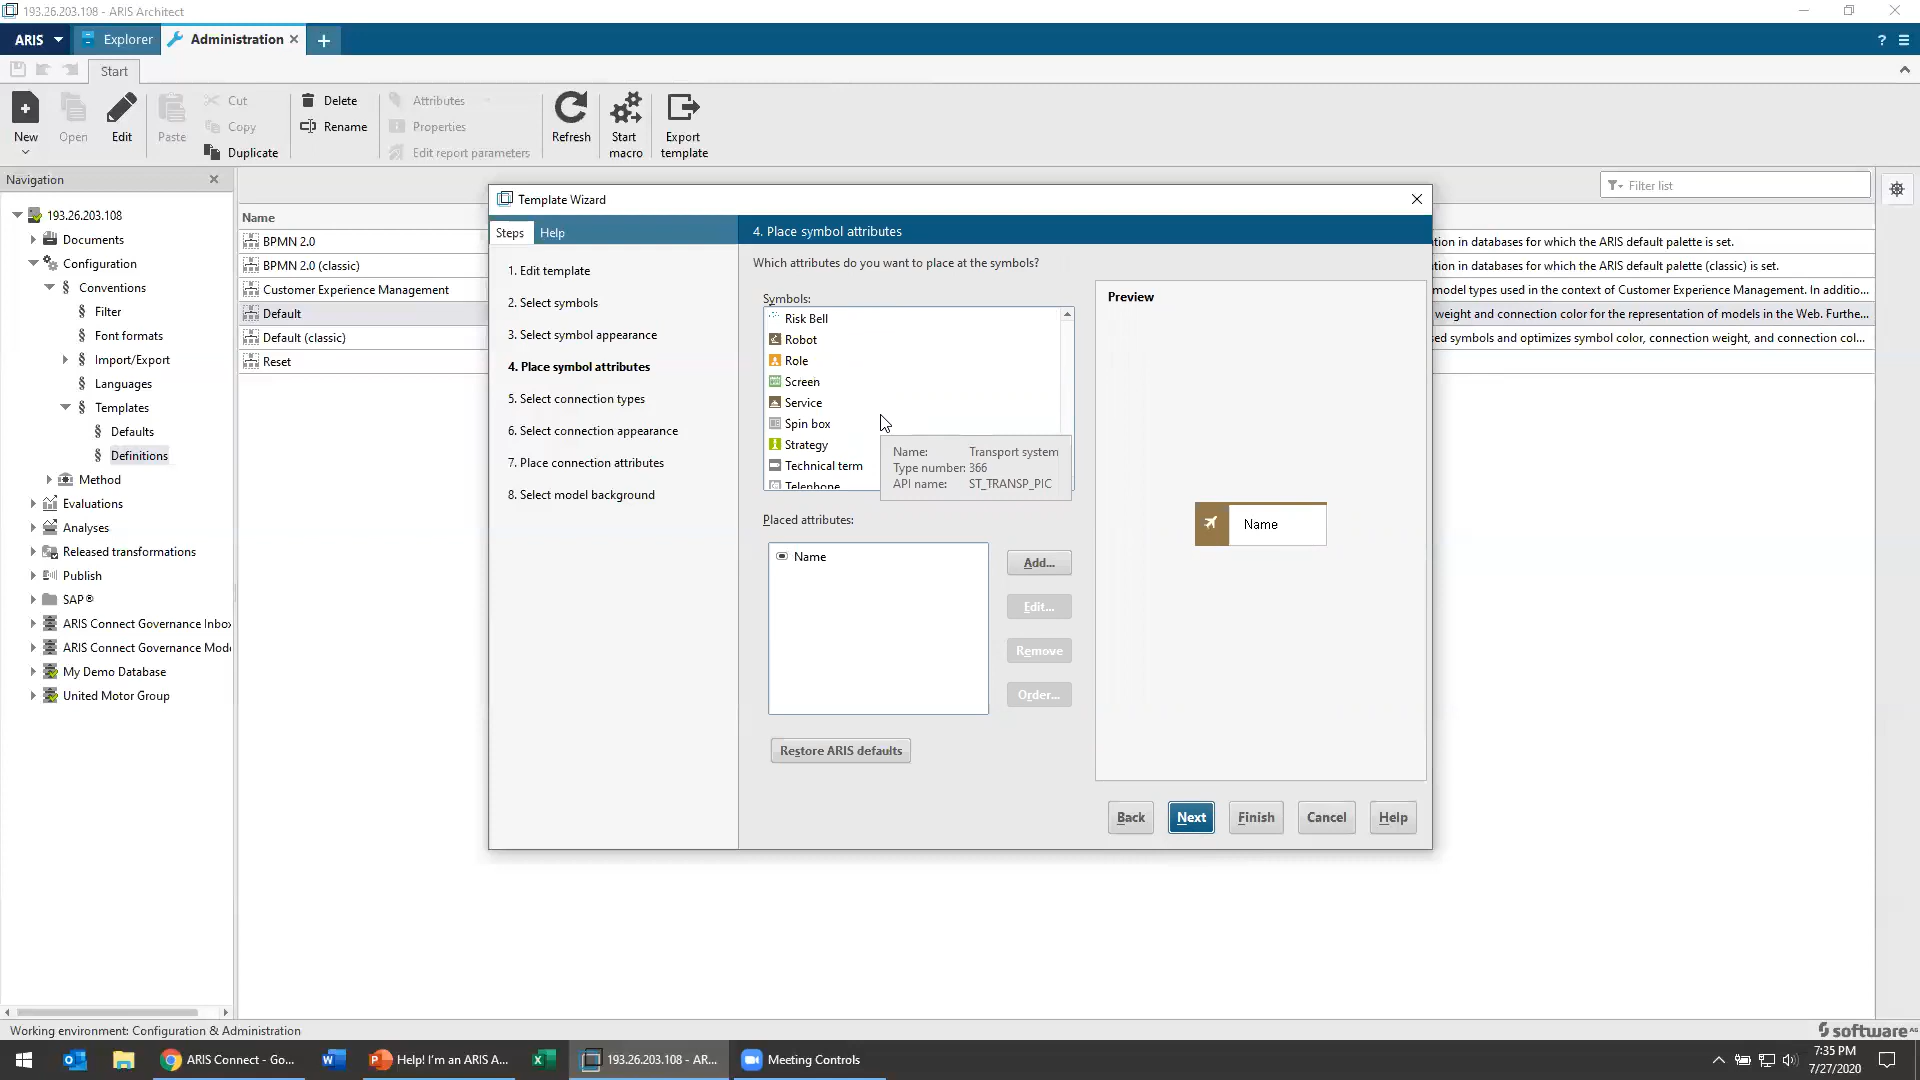 193.26.203.108 - ARIS Architect
ARIS
Explorer
Administration
Start
New
Open
Edit
Paste
Cut
Copy
Duplicate
Delete
Rename
Attributes
Properties
Edit report parameters
Refresh
Start macro
Export template
Navigation
193.26.203.108
Documents
Configuration
Conventions
Filter
Font formats
Import/Export
Languages
Templates
Defaults
Definitions
Method
Evaluations
Analyses
Released transformations
Publish
SAP®
ARIS Connect Governance Inbox
ARIS Connect Governance Mode
My Demo Database
United Motor Group
Filter list
Name
BPMN 2.0
tion in databases for which the ARIS default palette is set.
BPMN 2.0 (classic)
tion in databases for which the ARIS default palette (classic) is set.
Customer Experience Management
model types used in the context of Customer Experience Management. In additio...
Default
weight and connection color for the representation of models in the Web. Furthe...
Default (classic)
ed symbols and optimizes symbol color, connection weight, and connection col...
Reset
Template Wizard
Steps
Help
1. Edit template
2. Select symbols
3. Select symbol appearance
4. Place symbol attributes
5. Select connection types
6. Select connection appearance
7. Place connection attributes
8. Select model background
4. Place symbol attributes
Which attributes do you want to place at the symbols?
Symbols:
Risk Bell
Robot
Role
Screen
Service
Spin box
Strategy
Technical term
Telephone
Name: Transport system
Type number: 366
API name: ST_TRANSP_PIC
Placed attributes:
Name
Add...
Edit...
Remove
Order...
Restore ARIS defaults
Preview
Name
Back
Next
Finish
Cancel
Help
Working environment: Configuration & Administration
software AG
ARIS Connect - Go...
Help! I'm an ARIS A...
193.26.203.108 - AR...
Meeting Controls
7:35 PM
7/27/2020